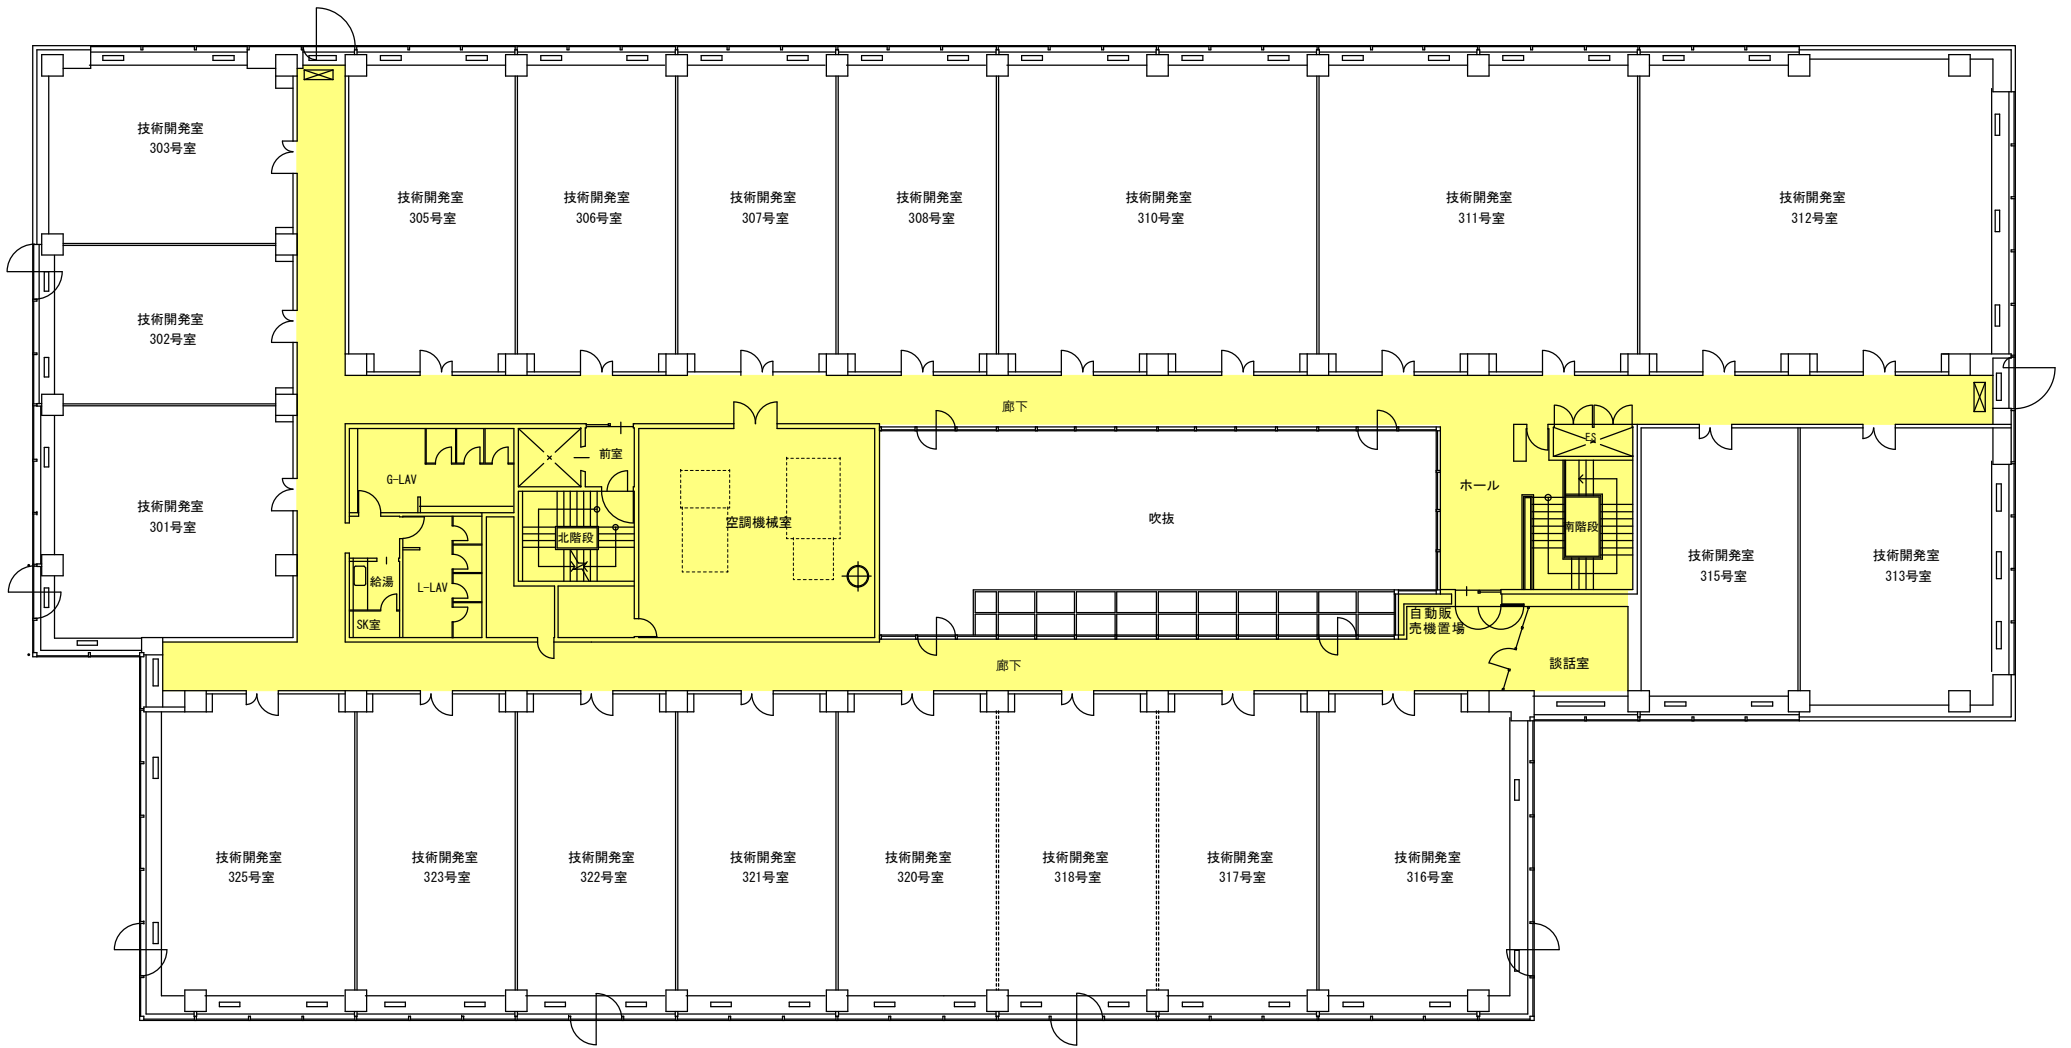 技術開発室
303号室
技術開発室
305号室
技術開発室
306号室
技術開発室
307号室
技術開発室
308号室
技術開発室
310号室
技術開発室
311号室
技術開発室
312号室
技術開発室
302号室
廊下
技術開発室
301号室
G-LAV
前室
空調機械室
北階段
給湯
L-LAV
SK室
吹抜
ホール
ES
南階段
技術開発室
315号室
技術開発室
313号室
自動販
売機置場
談話室
廊下
技術開発室
325号室
技術開発室
323号室
技術開発室
322号室
技術開発室
321号室
技術開発室
320号室
技術開発室
318号室
技術開発室
317号室
技術開発室
316号室